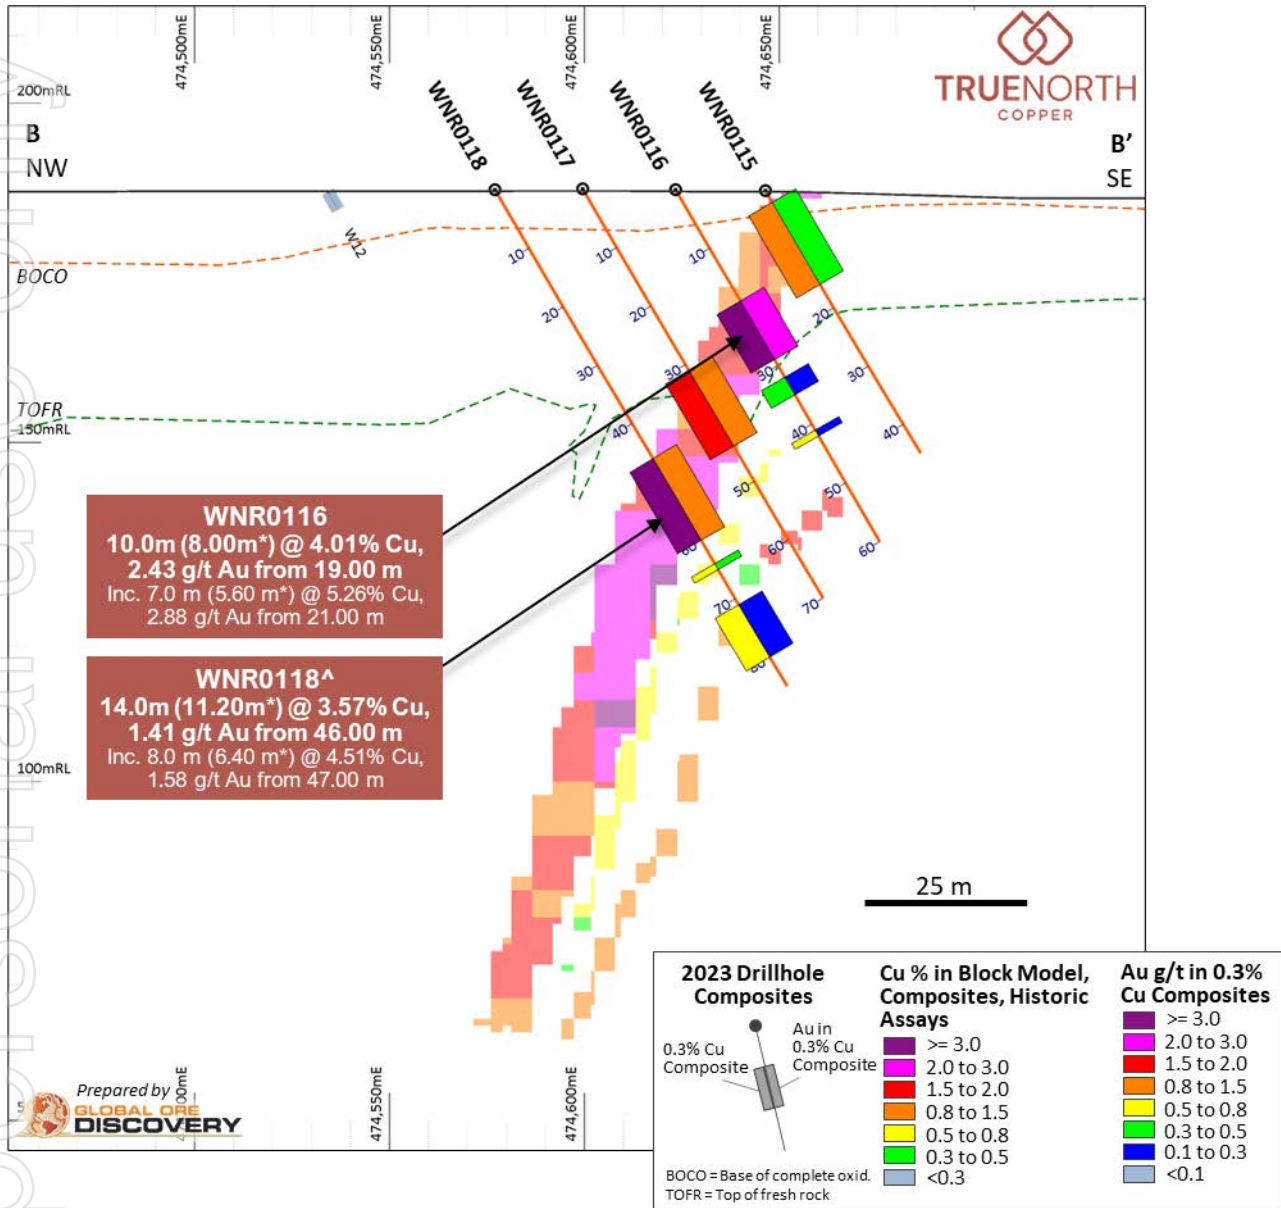 474,500mE
474,550mE
474,600mE
474,650mE
TRUENORTH
COPPER
200mRL
B
NW
WNR0118
WNR0117
WNR0116
WNR0115
B'
SE
W12
BOCO
10
10
10
20
20
20
30
30
30
30
TOFR
150mRL
40
40
40
50
50
60
60
60
70
70
80
WNR0116
10.0m (8.00m*) @ 4.01% Cu,
2.43 g/t Au from 19.00 m
Inc. 7.0 m (5.60 m*) @ 5.26% Cu,
2.88 g/t Au from 21.00 m
WNR0118^
14.0m (11.20m*) @ 3.57% Cu,
1.41 g/t Au from 46.00 m
Inc. 8.0 m (6.40 m*) @ 4.51% Cu,
1.58 g/t Au from 47.00 m
100mRL
25 m
Prepared by
GLOBAL ORE
DISCOVERY
474,550mE
474,600mE
2023 Drillhole
Composites
0.3% Cu
Composite
Au in
0.3% Cu
Composite
BOCO = Base of complete oxid.
TOFR = Top of fresh rock
Cu % in Block Model,
Composites, Historic
Assays
>= 3.0
2.0 to 3.0
1.5 to 2.0
0.8 to 1.5
0.5 to 0.8
0.3 to 0.5
<0.3
Au g/t in 0.3%
Cu Composites
>= 3.0
2.0 to 3.0
1.5 to 2.0
0.8 to 1.5
0.5 to 0.8
0.3 to 0.5
0.1 to 0.3
<0.1